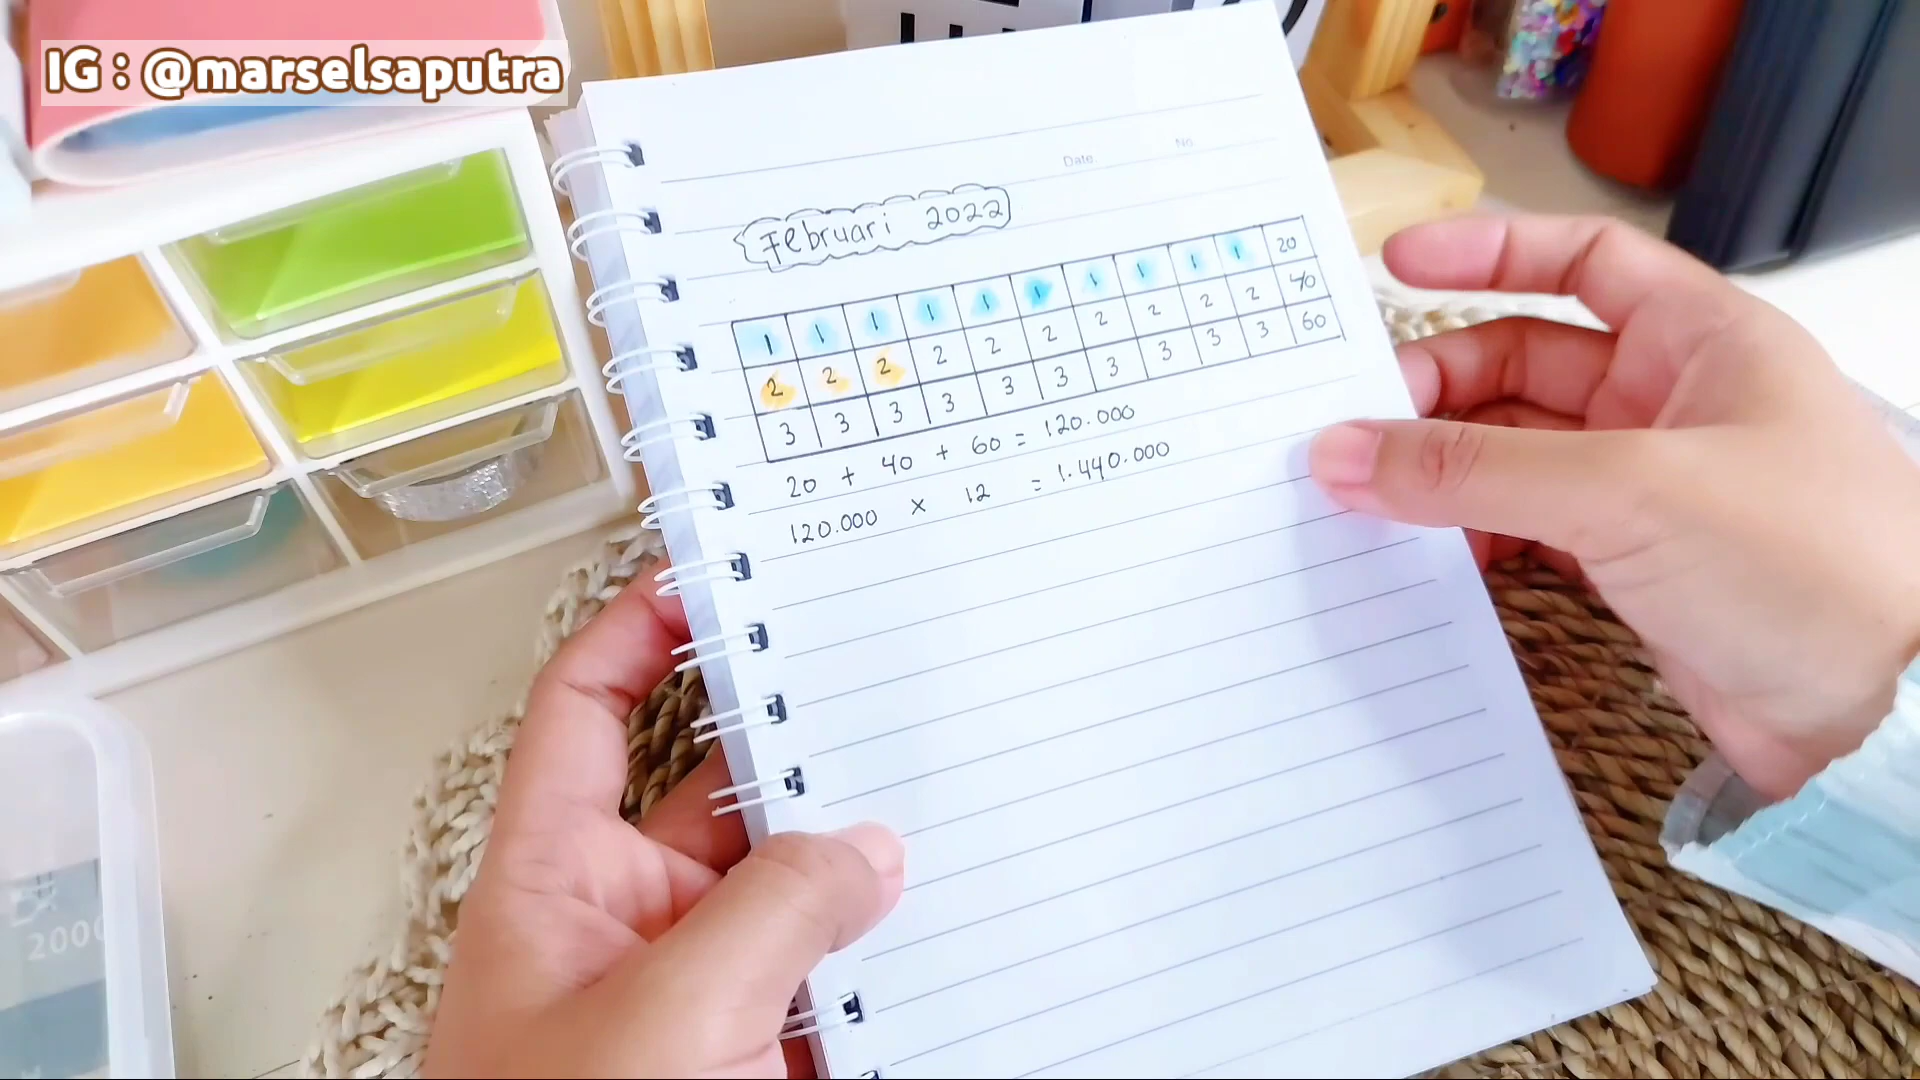 IG : @marselsaputra
Date No
Februari 2022
1 1 1 1 1 1 1 1 1 1 20
2 2 2 2 2 2 2 2 2 2 40
3 3 3 3 3 3 3 3 3 3 60
20 + 40 + 60 = 120.000
120.000 x 12 = 1.440.000